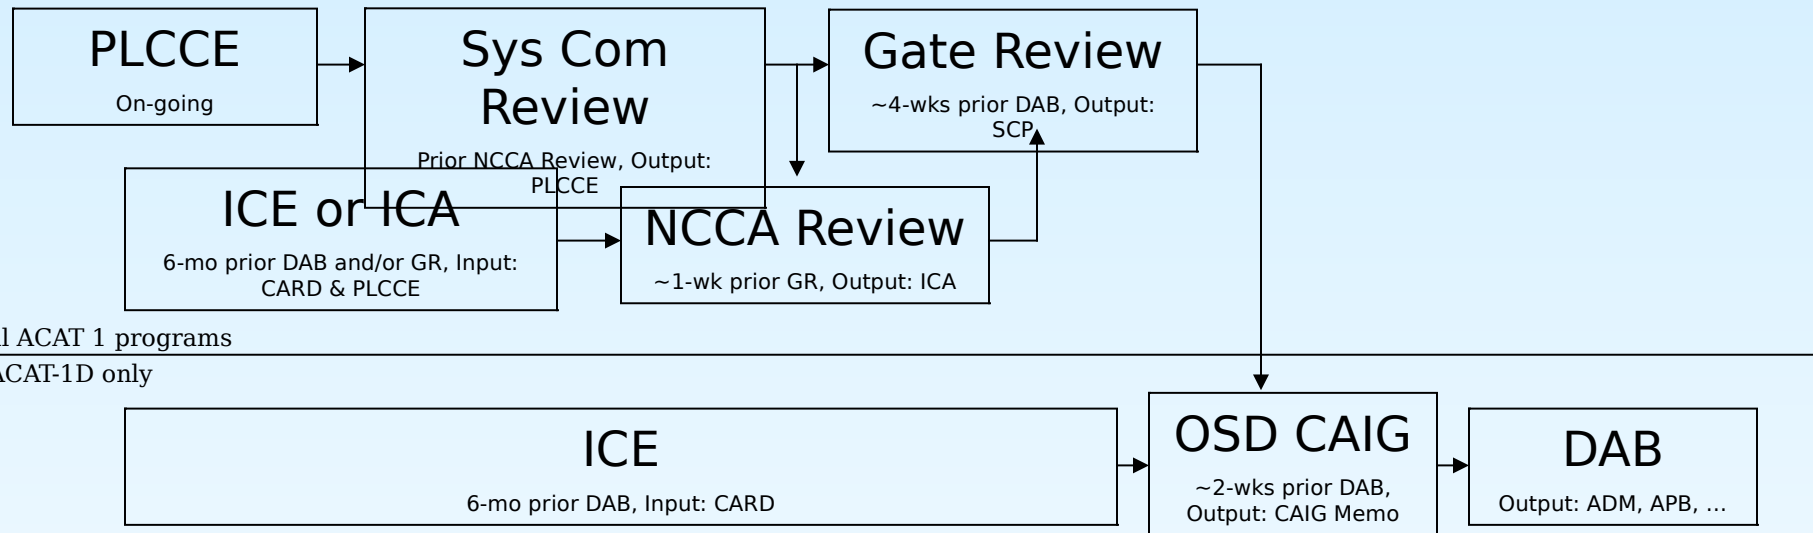 PLCCE
On-going
Sys Com
Review
Prior NCCA Review, Output:
PLCCE
Gate Review
~4-wks prior DAB, Output:
SCP
ICE or ICA
6-mo prior DAB and/or GR, Input:
CARD & PLCCE
NCCA Review
~1-wk prior GR, Output: ICA
l ACAT 1 programs
ACAT-1D only
ICE
6-mo prior DAB, Input: CARD
OSD CAIG
~2-wks prior DAB,
Output: CAIG Memo
DAB
Output: ADM, APB, ...